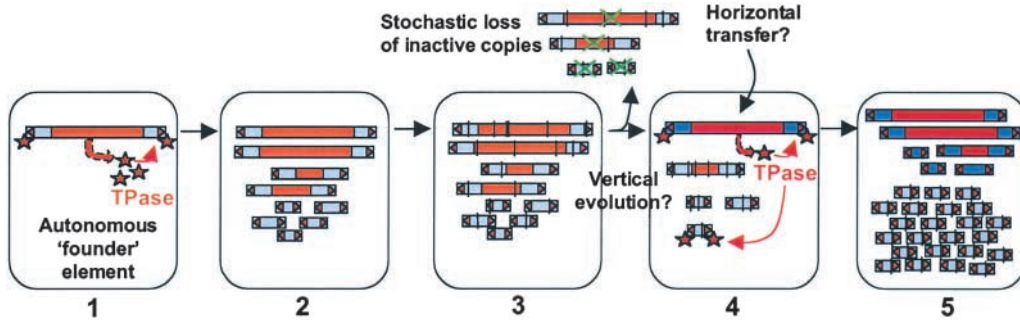 Stochastic loss
of inactive copies
Horizontal
transfer?
TPase
Autonomous
‘founder’
element
Vertical
evolution?
TPase
1
2
3
4
5